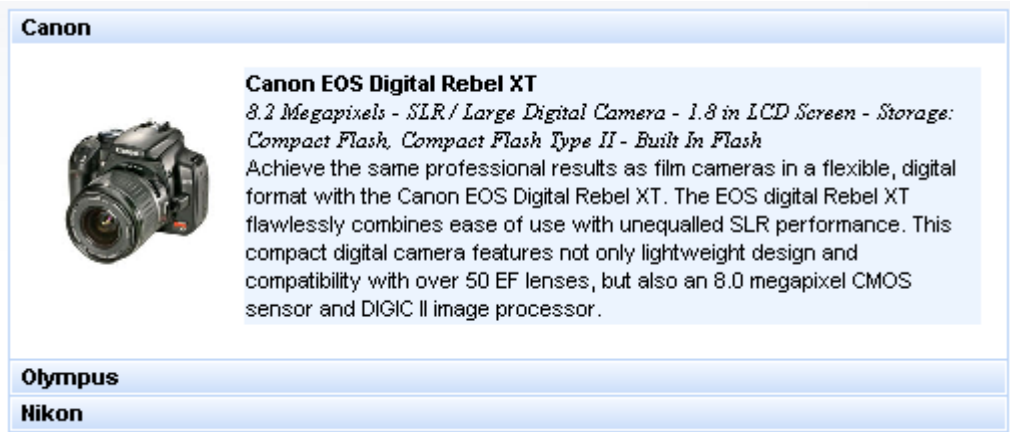 Canon
Canon EOS Digital Rebel XT
8.2 Megapixels - SLR / Large Digital Camera - 1.8 in LCD Screen - Storage:
Compact Flash, Compact Flash Type II - Built In Flash
Achieve the same professional results as film cameras in a flexible, digital
format with the Canon EOS Digital Rebel XT. The EOS digital Rebel XT
flawlessly combines ease of use with unequalled SLR performance. This
compact digital camera features not only lightweight design and
compatibility with over 50 EF lenses, but also an 8.0 megapixel CMOS
sensor and DIGIC II image processor.
Olympus
Nikon